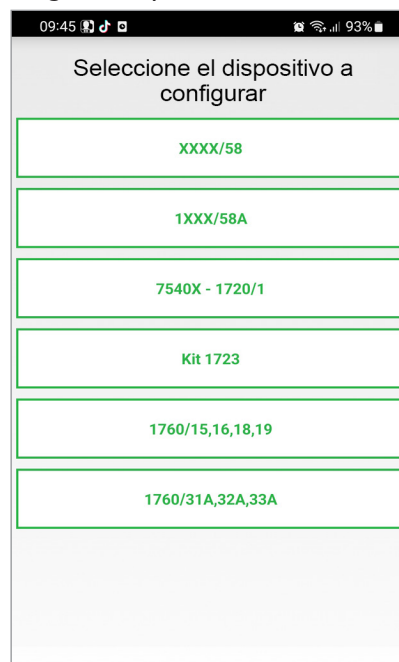 09:45 93%
Seleccione el dispositivo a
configurar
XXXX/58
1XXX/58A
7540X - 1720/1
Kit 1723
1760/15,16,18,19
1760/31A,32A,33A